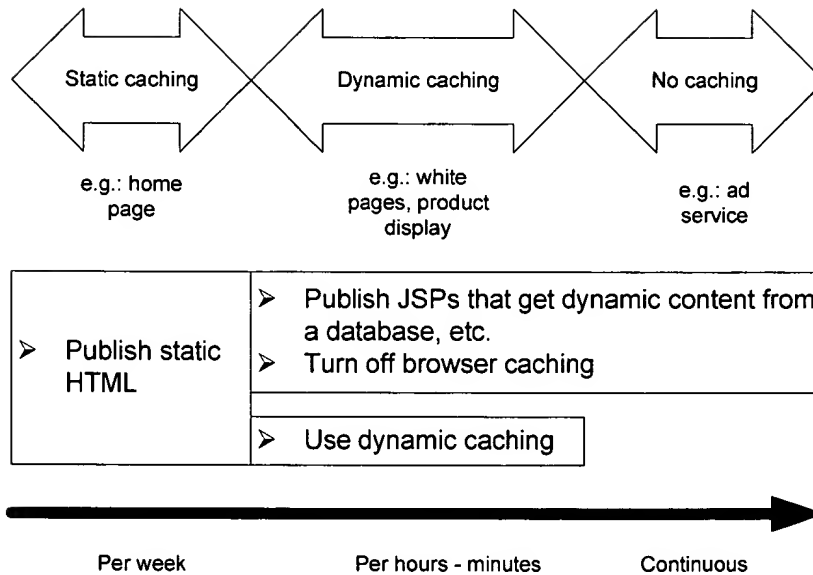 Static caching
Dynamic caching
No caching
e.g.: home
page
e.g.: white
pages, product
display
e.g.: ad
service
➢ Publish static
HTML
➢ Publish JSPs that get dynamic content from
a database, etc.
➢ Turn off browser caching
➢ Use dynamic caching
Per week
Per hours - minutes
Continuous